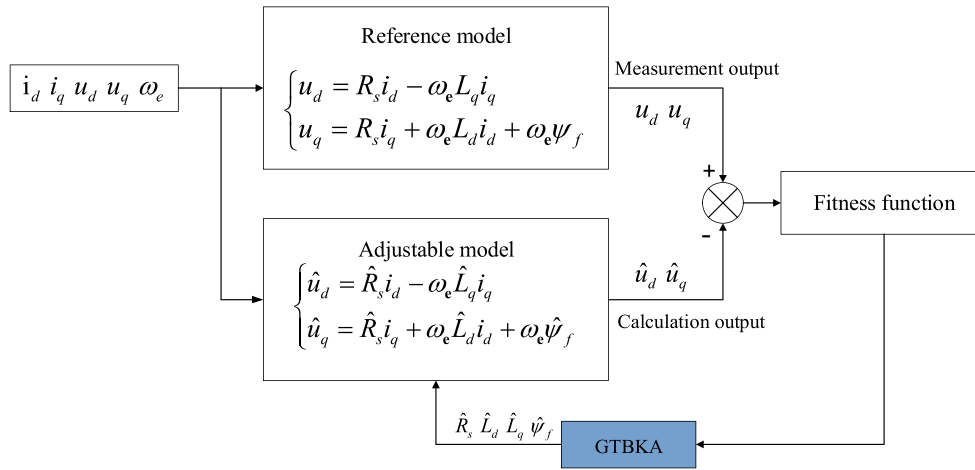 Reference model
u_d = R_s i_d − ω_e L_q i_q
u_q = R_s i_q + ω_e L_d i_d + ω_e ψ_f
i_d i_q u_d u_q ω_e
Measurement output
u_d u_q
+
-
Fitness function
Adjustable model
û_d = R̂_s i_d − ω_e L̂_q i_q
û_q = R̂_s i_q + ω_e L̂_d i_d + ω_e ψ̂_f
û_d û_q
Calculation output
R̂_s L̂_d L̂_q ψ̂_f
GTBKA